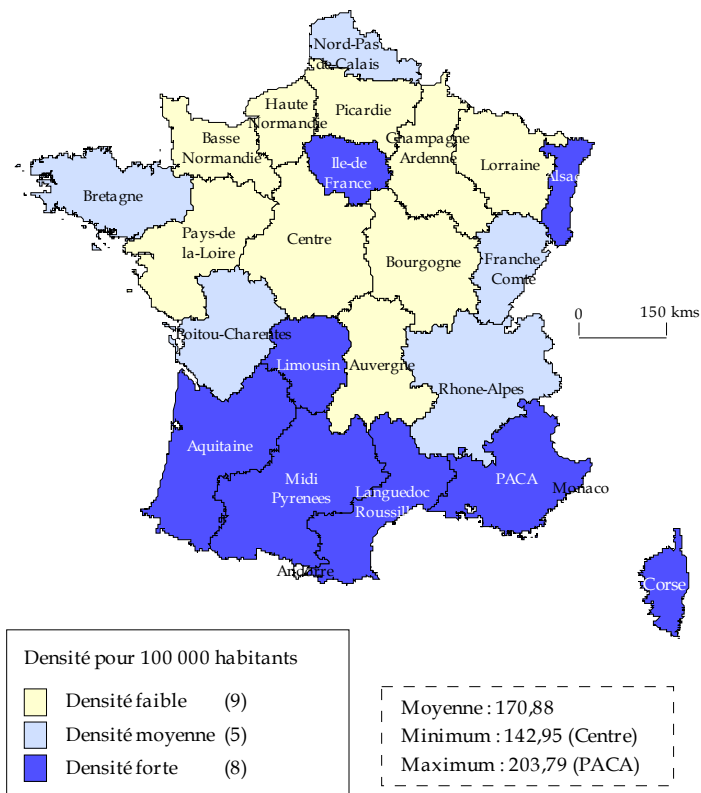 Nord-Pas
de-Calais
Haute
Normandie
Picardie
Basse
Normandie
Champagne
Ardenne
Lorraine
Ile-de
France
Alsace
Bretagne
Pays-de
la-Loire
Centre
Bourgogne
Franche
Comté
0 150 kms
Poitou-Charentes
Limousin
Auvergne
Rhone-Alpes
Aquitaine
Midi
Pyrenees
Languedoc
Roussill
PACA
Monaco
Andorre
Corse
Densité pour 100 000 habitants
Densité faible (9)
Densité moyenne (5)
Densité forte (8)
Moyenne : 170,88
Minimum : 142,95 (Centre)
Maximum : 203,79 (PACA)